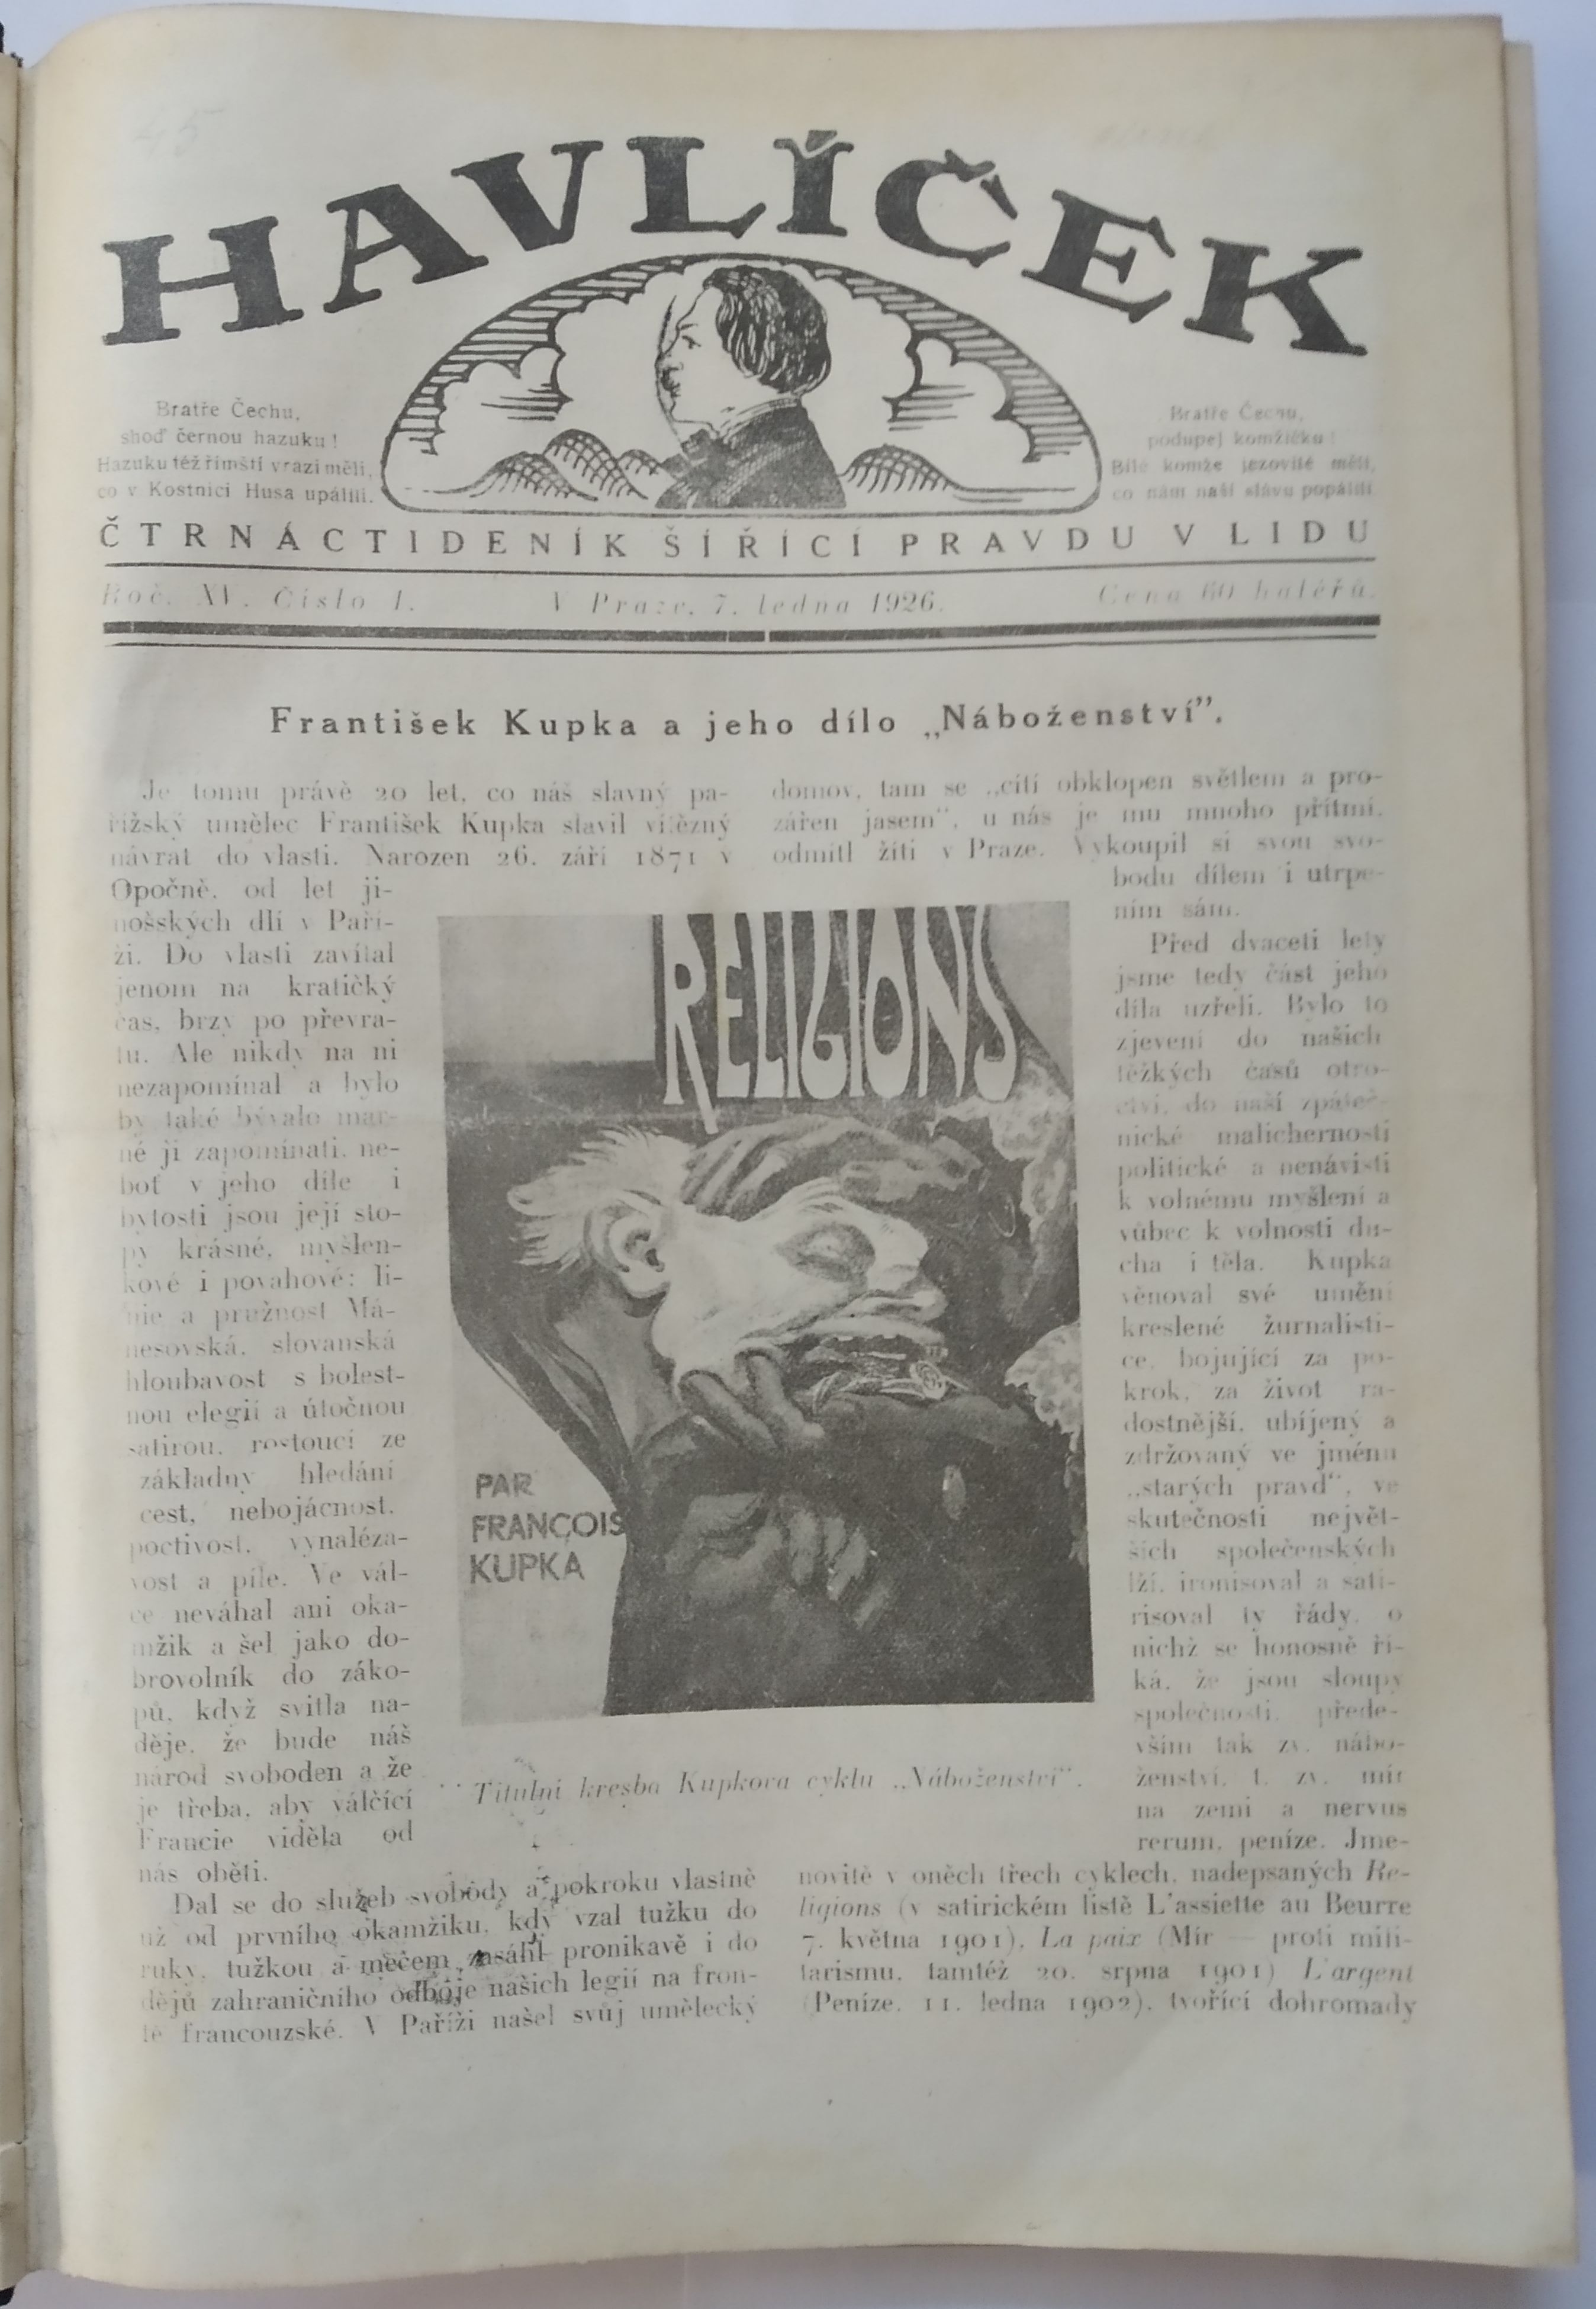 HAVLÍČEK
Bratře Čechu,
shoď černou hazuku!
Hazuku též římští vrazi měli,
co v Kostnici Husa upálili.
Bratře Čechu,
podupej komžičku!
Bílé komže jezovité měli,
co nám naši slávu popálili
ČTRNÁCTIDENÍK ŠÍŘÍCÍ PRAVDU V LIDU
Roč. XV. Číslo 1.
V Praze, 7. ledna 1926.
Cena 60 haléřů.
František Kupka a jeho dílo „Náboženství”.
Je tomu právě 20 let, co náš slavný pa-
řížský umělec František Kupka slavil vítězný
návrat do vlasti. Narozen 26. září 1871 v
Opočně, od let ji-
nošských dlí v Paří-
ži. Do vlasti zavítal
jenom na kratičký
čas, brzy po převra-
tu. Ale nikdy na ni
nezapomínal a bylo
by také bývalo mar-
né ji zapomínati, ne-
boť v jeho díle i
bytosti jsou její sto-
py krásné, myšlen-
kové i povahové: li-
nie a pružnost Má-
nesovská, slovanská
hloubavost s bolest-
nou elegií a útočnou
satirou, rostoucí ze
základny hledání
cest, nebojácnost,
poctivost, vynaléza-
vost a píle. Ve vál-
ce neváhal ani oka-
mžik a šel jako do-
brovolník do záko-
pů, když svitla na-
děje, že bude náš
národ svoboden a že
je třeba, aby válčící
Francie viděla od
nás oběti.
Dal se do služeb svobody a pokroku vlastně
už od prvního okamžiku, kdy vzal tužku do
ruky, tužkou a mečem zasáhl pronikavě i do
dějů zahraničního odboje našich legií na fron-
tě francouzské. V Paříži našel svůj umělecký
RELIGIONS
PAR
FRANÇOIS
KUPKA
Titulní kresba Kupkova cyklu „Náboženství“.
domov, tam se „cítí obklopen světlem a pro-
zářen jasem“, u nás je mu mnoho přítmí,
odmítl žíti v Praze. Vykoupil si svou svo-
bodu dílem i utrpe-
ním sám.
Před dvaceti lety
jsme tedy část jeho
díla uzřeli. Bylo to
zjevení do našich
těžkých časů otro-
ctví, do naší zpáteč-
nické malichernosti
politické a nenávisti
k volnému myšlení a
vůbec k volnosti du-
cha i těla. Kupka
věnoval své umění
kreslené žurnalisti-
ce, bojující za po-
krok, za život ra-
dostnější, ubíjený a
zdržovaný ve jménu
„starých pravd“, ve
skutečnosti největ-
ších společenských
lží, ironisoval a sati-
risoval ty řády, o
nichž se honosně ří-
ká, že jsou sloupy
společnosti, přede-
vším tak zv. nábo-
ženství, t. zv. mír
na zemi a nervus
rerum, peníze. Jme-
novitě v oněch třech cyklech, nadepsaných Re-
ligions (v satirickém listě L'assiette au Beurre
7. května 1901), La paix (Mír — proti mili-
tarismu, tamtéž 20. srpna 1901) L'argent
(Peníze, 11. ledna 1902), tvořící dohromady